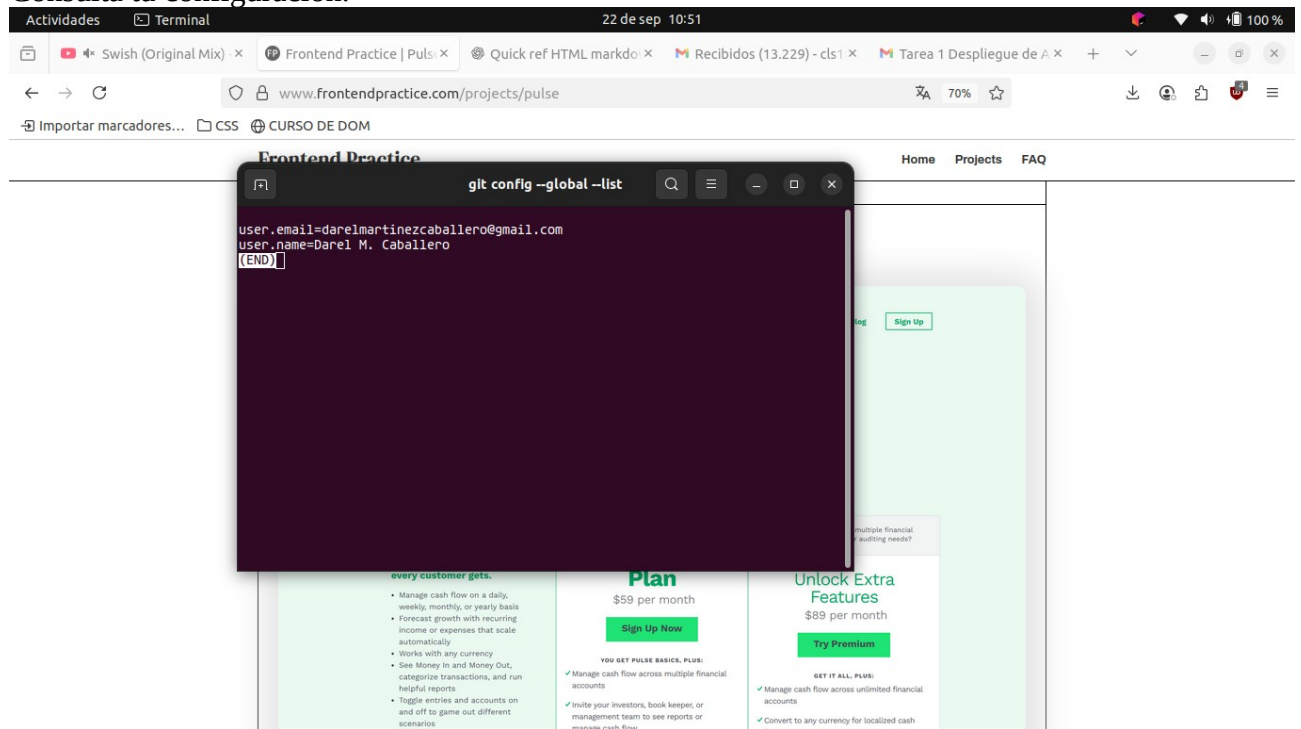 Consulta tu configuración.
Actividades Terminal 22 de sep 10:51 100 %
Swish (Original Mix) - Frontend Practice | Puls Quick ref HTML markdo Recibidos (13.229) - cls1 Tarea 1 Despliegue de A
www.frontendpractice.com/projects/pulse 70% 4
Importar marcadores... CSS CURSO DE DOM
Frontend Practice Home Projects FAQ
git config --global --list
user.email=darelmartinezcaballero@gmail.com
user.name=Darel M. Caballero
(END)
log Sign Up
multiple financial
auditing needs?
every customer gets.
• Manage cash flow on a daily,
weekly, monthly, or yearly basis
• Forecast growth with recurring
income or expenses that scale
automatically
• Works with any currency
• See Money In and Money Out,
categorize transactions, and run
helpful reports
• Toggle entries and accounts on
and off to game out different
scenarios
Plan
$59 per month
Sign Up Now
YOU GET PULSE BASICS, PLUS:
✓ Manage cash flow across multiple financial
accounts
✓ Invite your investors, book keeper, or
management team to see reports or
manage cash flow
Unlock Extra
Features
$89 per month
Try Premium
GET IT ALL, PLUS:
✓ Manage cash flow across unlimited financial
accounts
✓ Convert to any currency for localized cash